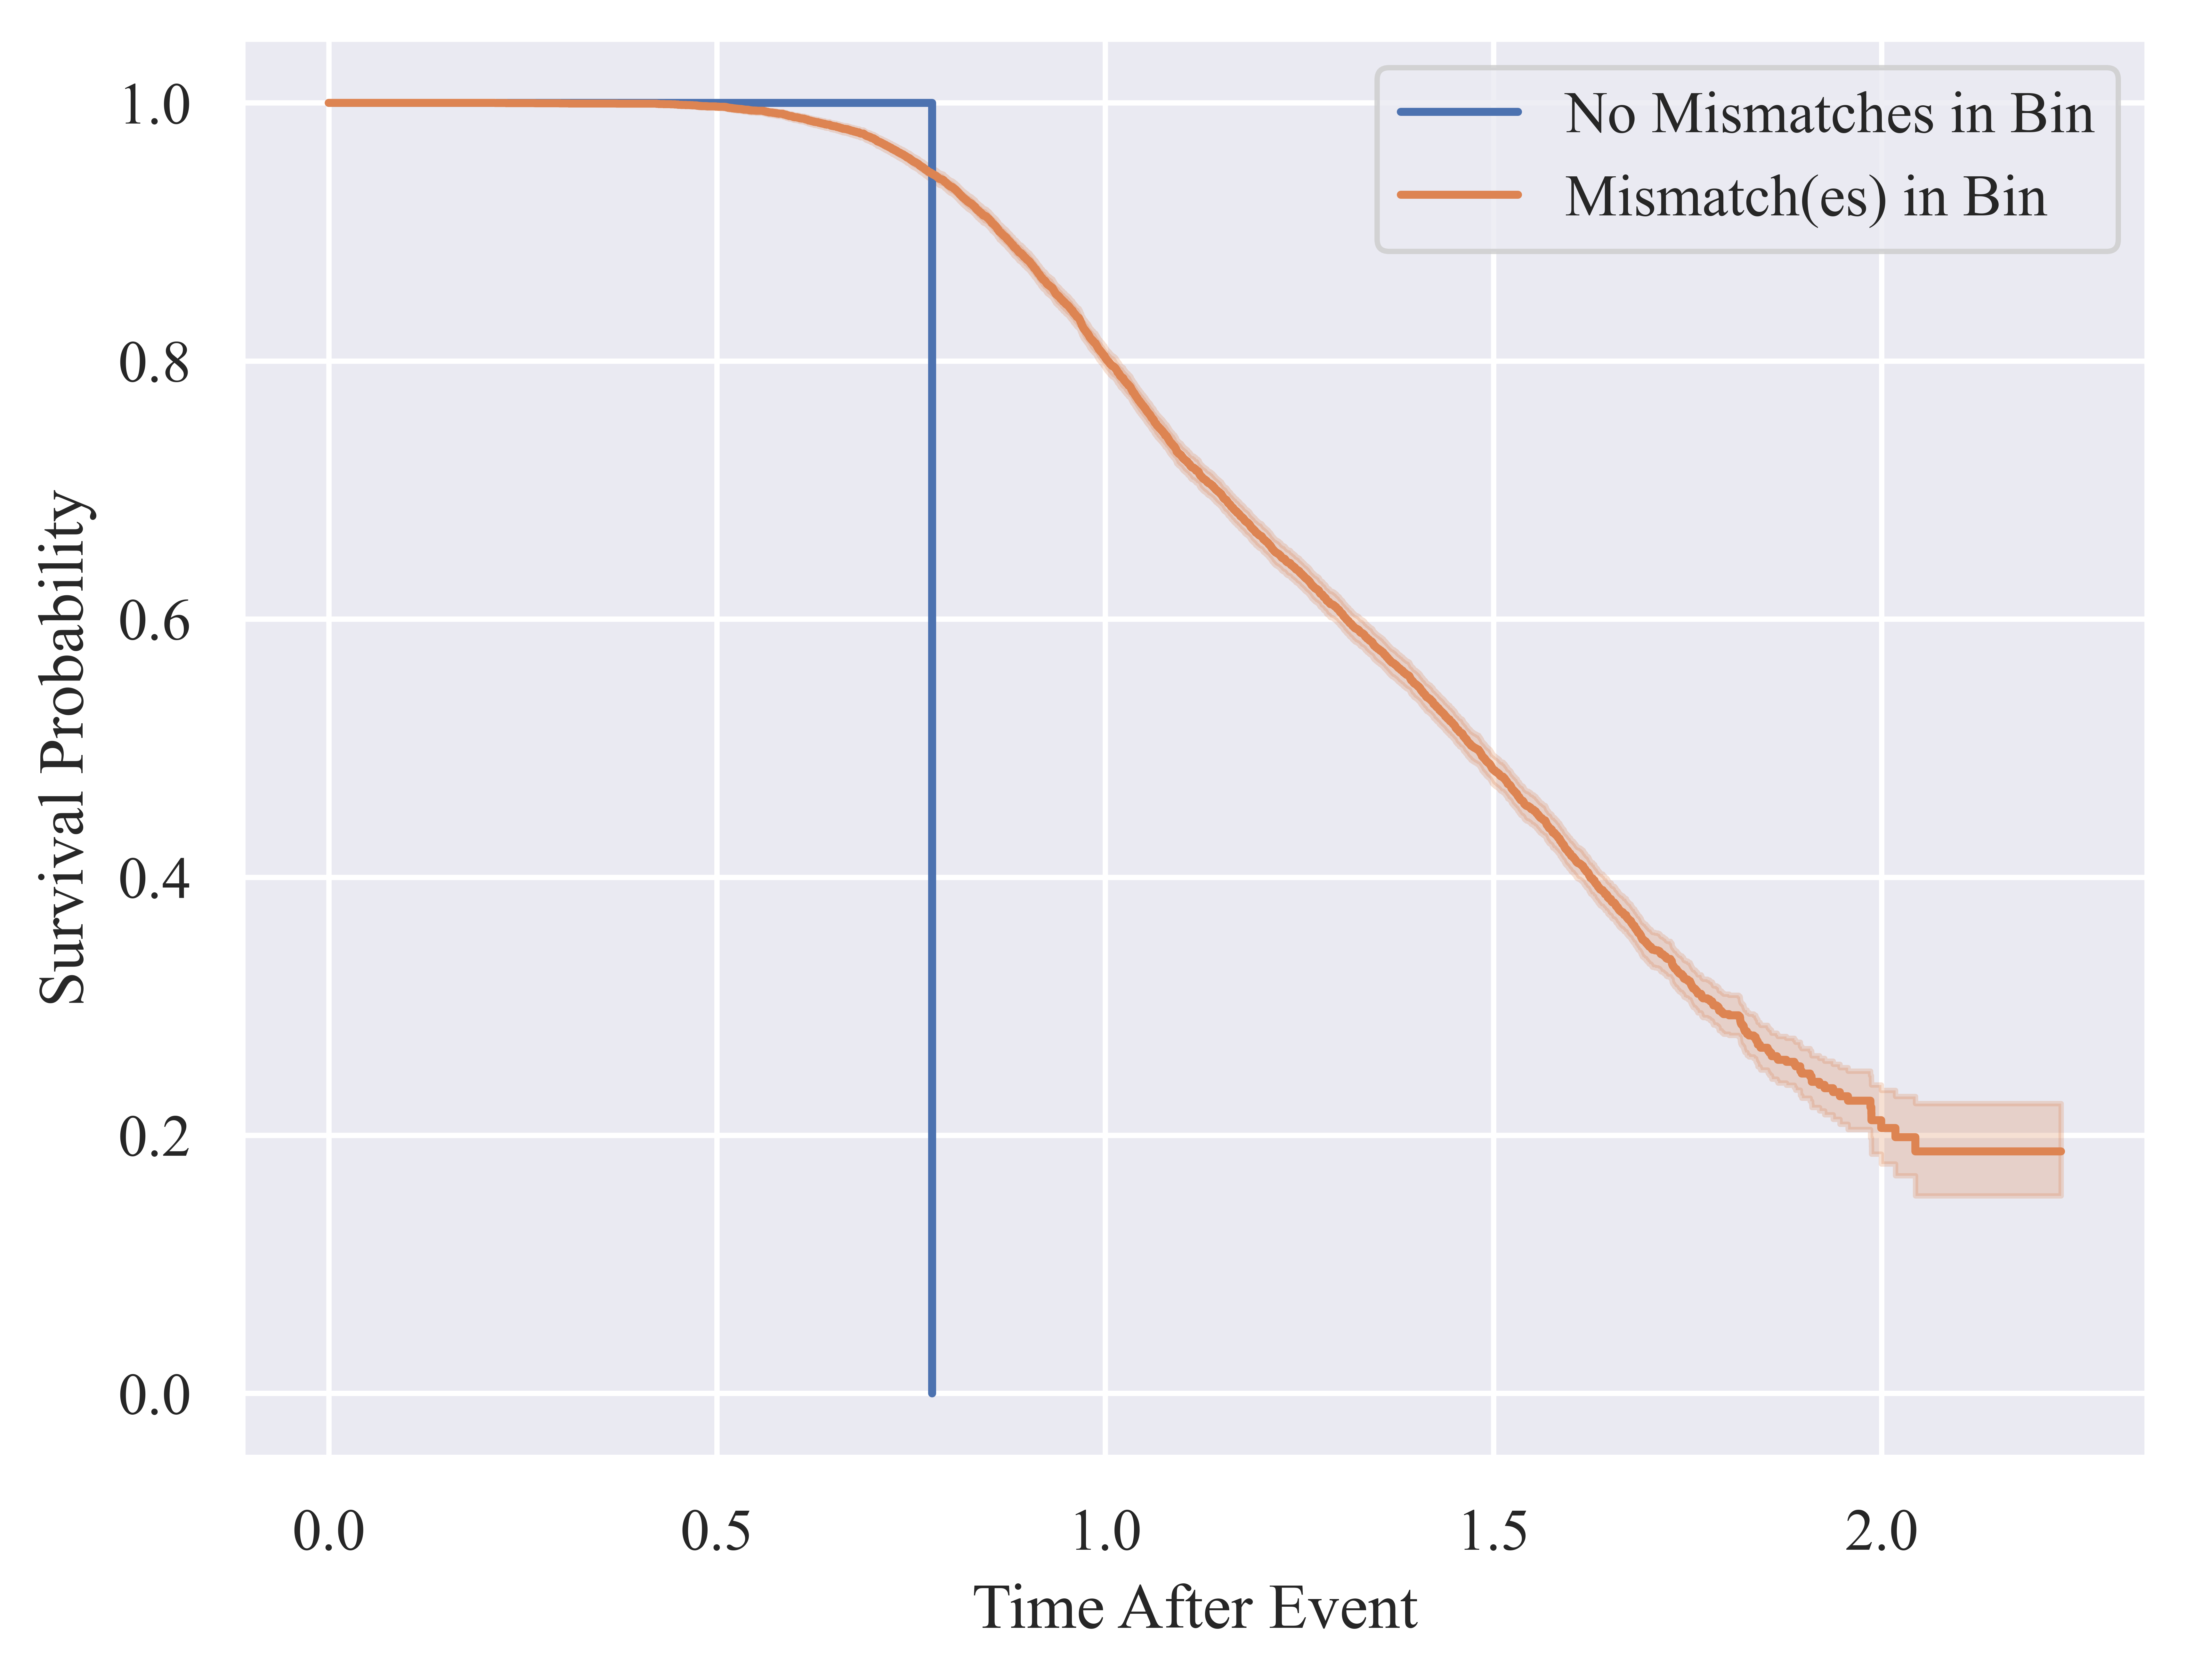 No Mismatches in Bin
Mismatch(es) in Bin
Survival Probability
1.0
0.8
0.6
0.4
0.2
0.0
0.0 0.5 1.0 1.5 2.0
Time After Event